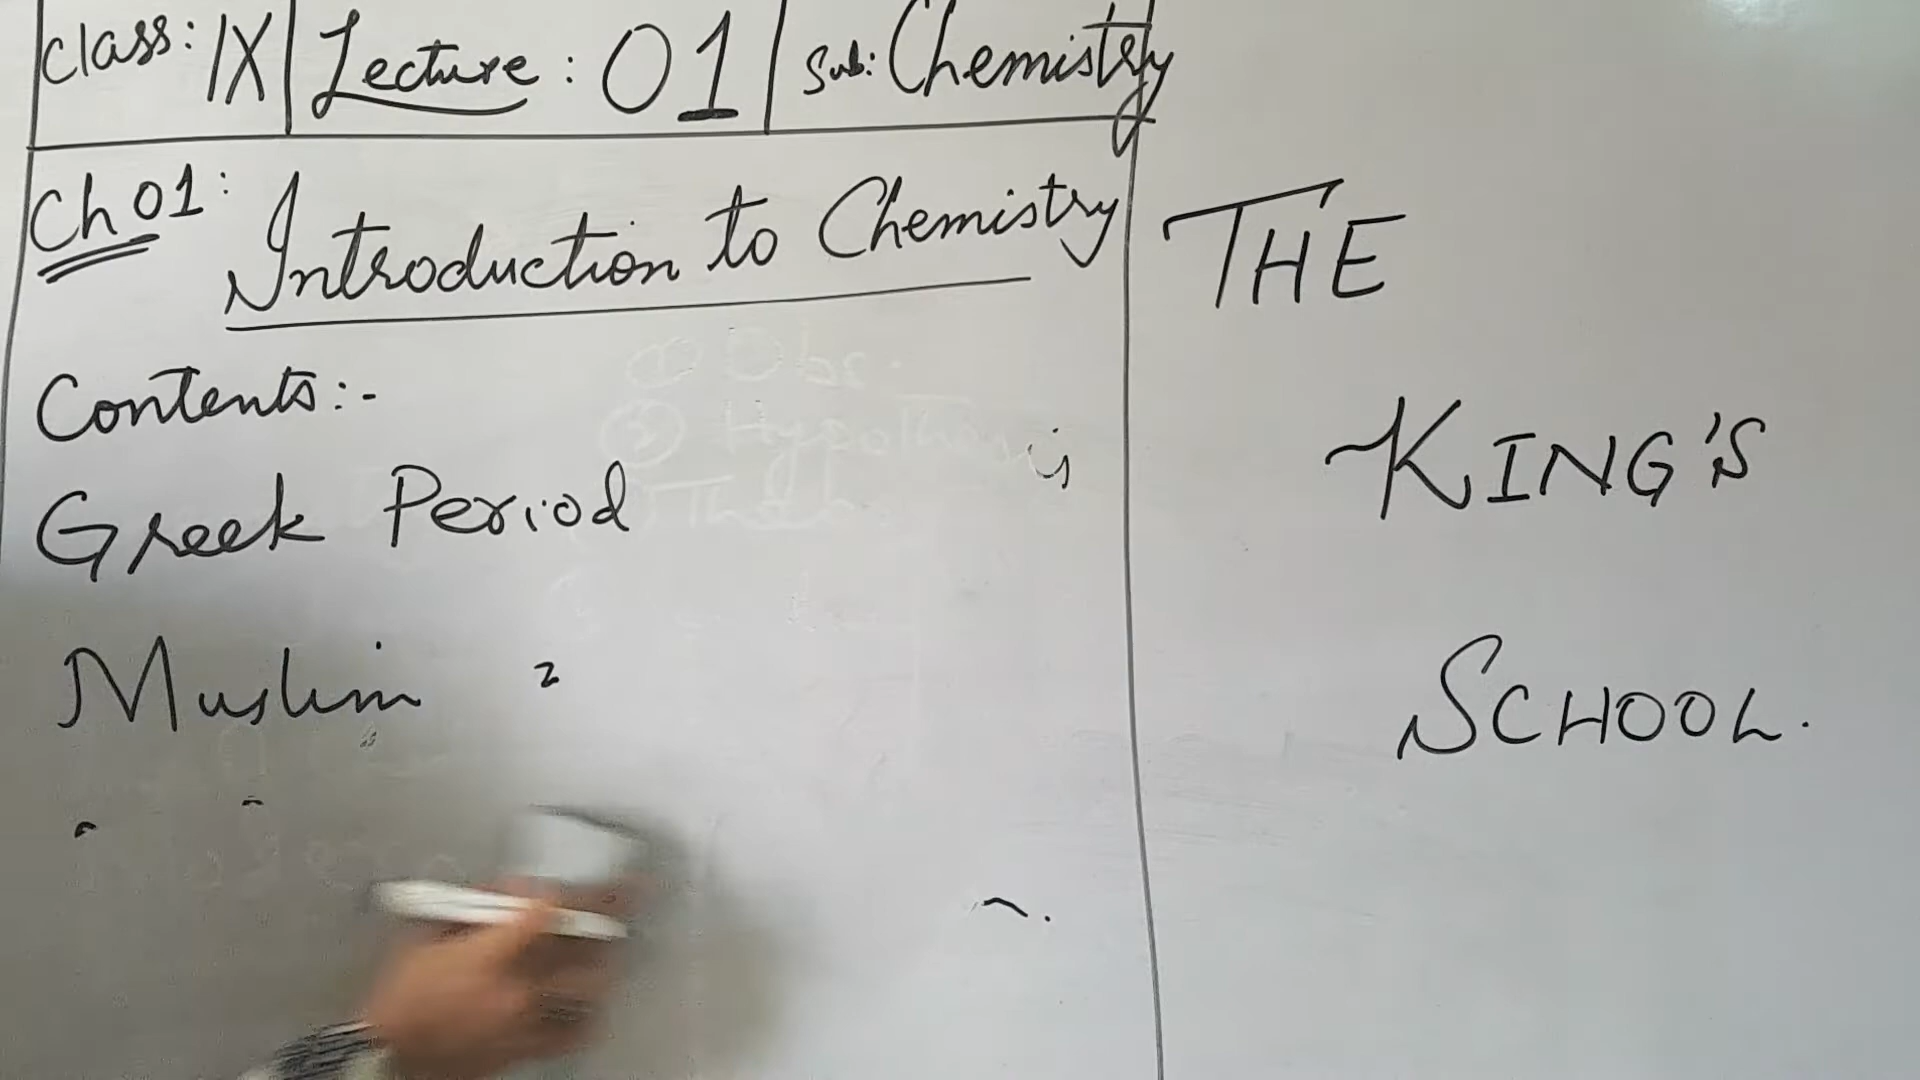 Class: IX Lecture: 01 Sub: Chemistry
Ch 01: Introduction to Chemistry
Contents:-
Greek Period
Muslim
THE
KING'S
SCHOOL.